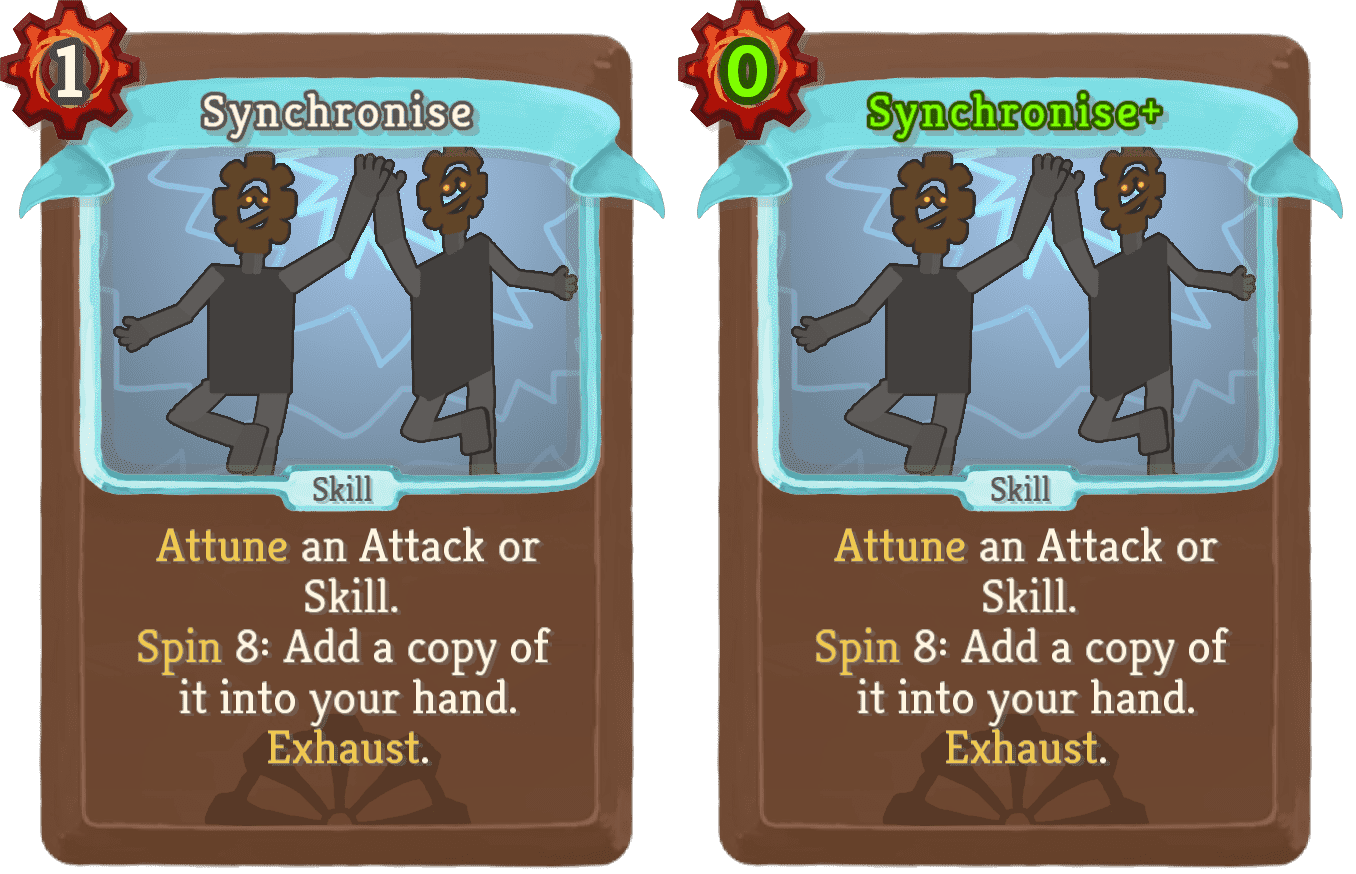 1
Synchronise
Skill
Attune an Attack or
Skill.
Spin 8: Add a copy of
it into your hand.
Exhaust.
0
Synchronise+
Skill
Attune an Attack or
Skill.
Spin 8: Add a copy of
it into your hand.
Exhaust.